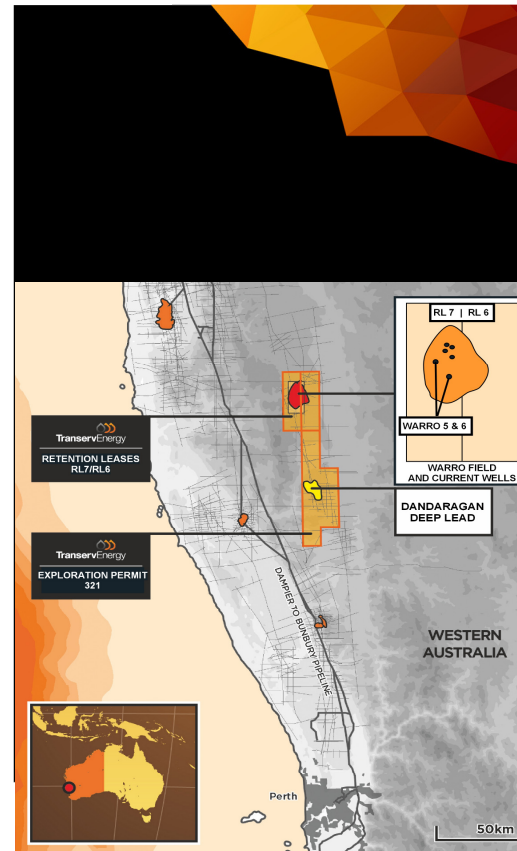 RL 7 | RL 6
WARRO 5 & 6
WARRO FIELD
AND CURRENT WELLS
TranservEnergy
RETENTION LEASES
RL7/RL6
DANDARAGAN
DEEP LEAD
TranservEnergy
EXPLORATION PERMIT
321
DAMPIER TO BUNBURY PIPELINE
WESTERN
AUSTRALIA
Perth
50km